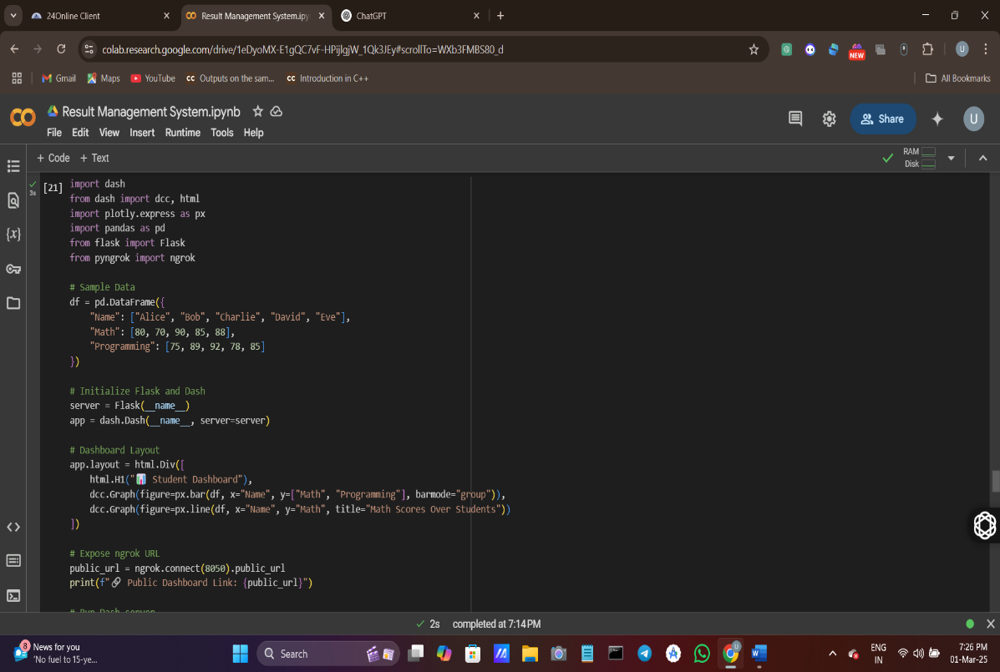 24Online Client
Result Management System.ipy
ChatGPT
colab.research.google.com/drive/1eDyoMX-E1gQC7vF-HPijlgjW_1Qk3JEy#scrollTo=WXb3FMBS80_d
NEW
U
Gmail
Maps
YouTube
Outputs on the sam...
Introduction in C++
All Bookmarks
Result Management System.ipynb
File Edit View Insert Runtime Tools Help
Share
U
+ Code + Text
RAM
Disk
3s
[21]
import dash
from dash import dcc, html
import plotly.express as px
import pandas as pd
from flask import Flask
from pyngrok import ngrok
# Sample Data
df = pd.DataFrame({
"Name": ["Alice", "Bob", "Charlie", "David", "Eve"],
"Math": [80, 70, 90, 85, 88],
"Programming": [75, 89, 92, 78, 85]
})
# Initialize Flask and Dash
server = Flask(__name__)
app = dash.Dash(__name__, server=server)
# Dashboard Layout
app.layout = html.Div([
html.H1("📊 Student Dashboard"),
dcc.Graph(figure=px.bar(df, x="Name", y=["Math", "Programming"], barmode="group")),
dcc.Graph(figure=px.line(df, x="Name", y="Math", title="Math Scores Over Students"))
])
# Expose ngrok URL
public_url = ngrok.connect(8050).public_url
print(f"🔗 Public Dashboard Link: {public_url}")
# Run Dash server
2s completed at 7:14 PM
8
News for you
'No fuel to 15-ye...
Search
ENG
IN
7:26 PM
01-Mar-25